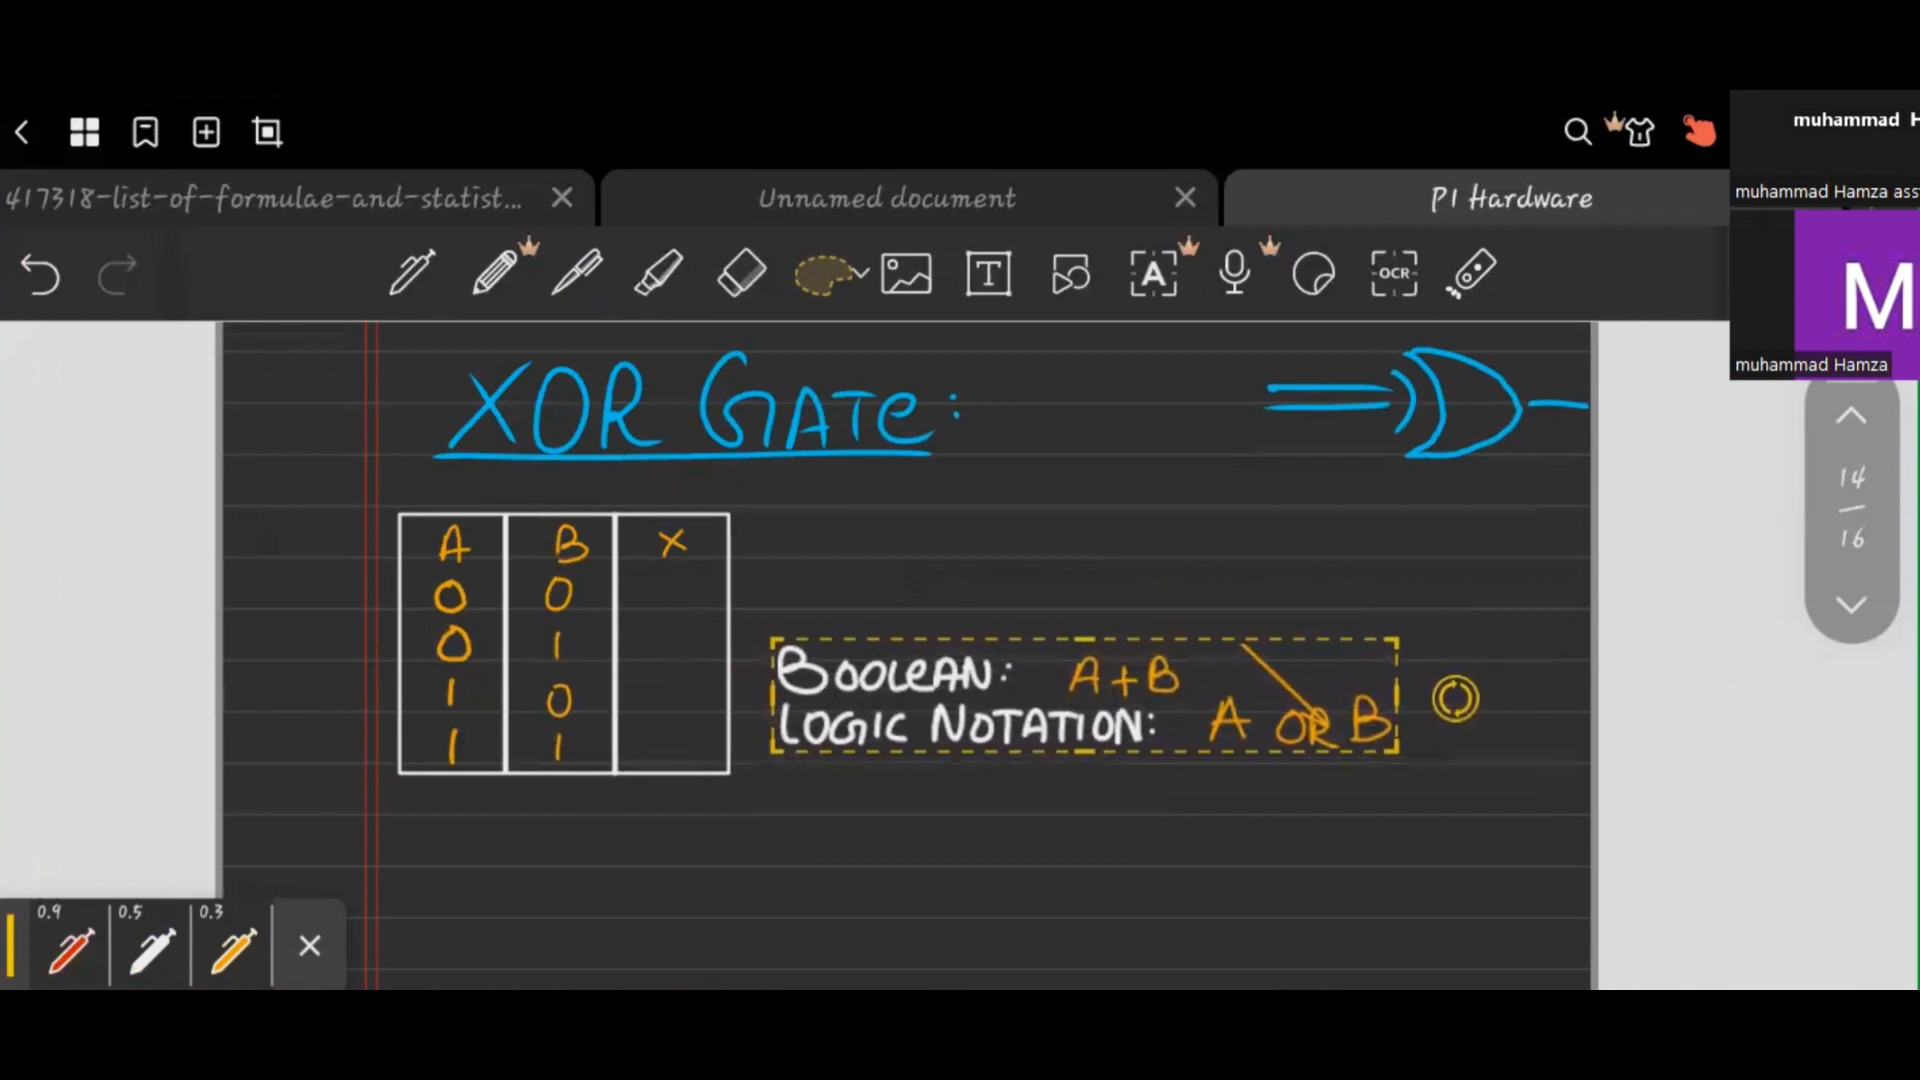 muhammad H
muhammad Hamza ass
417318-list-of-formulae-and-statist...
Unnamed document
P1 Hardware
T
A
OCR
M
muhammad Hamza
XOR GATE:
14
16
A B X
0 0
0 1
1 0
1 1
BOOLEAN: A+B
LOGIC NOTATION: A OR B
0.9 0.5 0.3